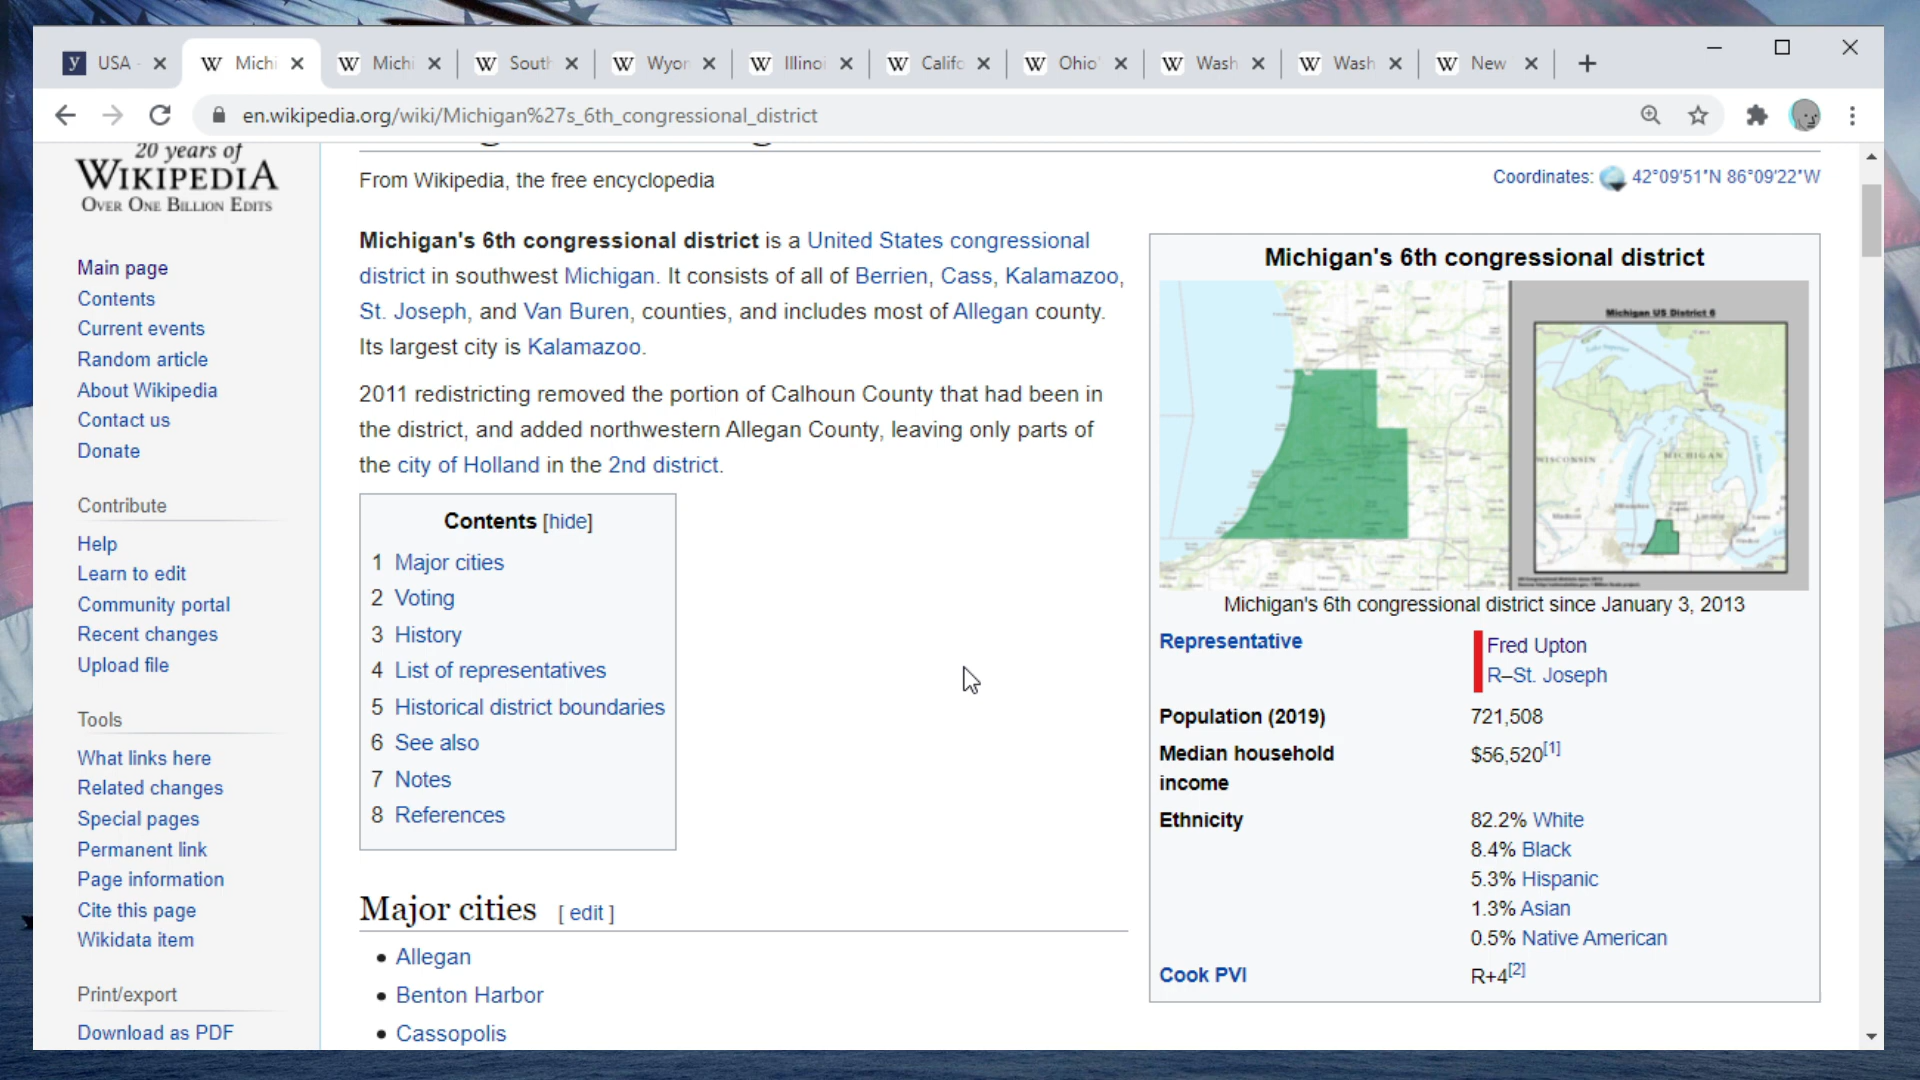 USA
Michi
Michi
South
Wyor
Illinoi
Califo
Ohio'
Wash
Wash
New
en.wikipedia.org/wiki/Michigan%27s_6th_congressional_district
20 years of
WIKIPEDIA
OVER ONE BILLION EDITS
Main page
Contents
Current events
Random article
About Wikipedia
Contact us
Donate
Contribute
Help
Learn to edit
Community portal
Recent changes
Upload file
Tools
What links here
Related changes
Special pages
Permanent link
Page information
Cite this page
Wikidata item
Print/export
Download as PDF
From Wikipedia, the free encyclopedia
Coordinates: 42°09′51″N 86°09′22″W
Michigan's 6th congressional district is a United States congressional
district in southwest Michigan. It consists of all of Berrien, Cass, Kalamazoo,
St. Joseph, and Van Buren, counties, and includes most of Allegan county.
Its largest city is Kalamazoo.
2011 redistricting removed the portion of Calhoun County that had been in
the district, and added northwestern Allegan County, leaving only parts of
the city of Holland in the 2nd district.
Contents [hide]
1 Major cities
2 Voting
3 History
4 List of representatives
5 Historical district boundaries
6 See also
7 Notes
8 References
Major cities [ edit ]
• Allegan
• Benton Harbor
• Cassopolis
Michigan's 6th congressional district
Michigan US District 6
WISCONSIN
MICHIGAN
Michigan's 6th congressional district since January 3, 2013
Representative Fred Upton
R–St. Joseph
Population (2019) 721,508
Median household $56,520[1]
income
Ethnicity 82.2% White
8.4% Black
5.3% Hispanic
1.3% Asian
0.5% Native American
Cook PVI R+4[2]